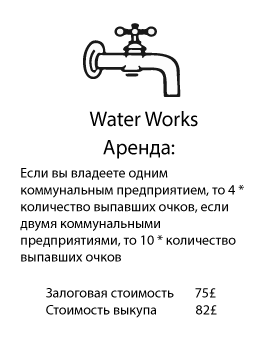 Water Works
Аренда:
Если вы владеете одним
коммунальным предприятием, то 4 *
количество выпавших очков, если
двумя коммунальными
предприятиями, то 10 * количество
выпавших очков
Залоговая стоимость 75£
Стоимость выкупа 82£